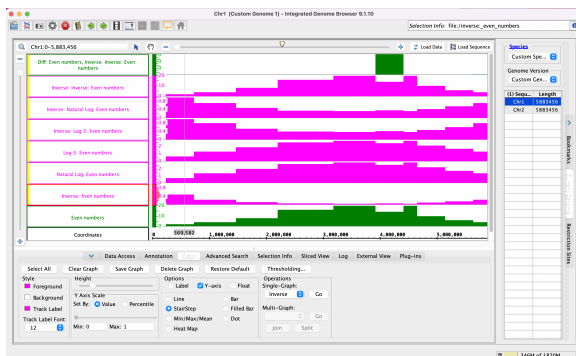 Chr1 (Custom Genome 1) - Integrated Genome Browser 9.1.10
Selection Info: file:/inverse:_even_numbers
Chr1:0-5,883,456
Load Data
Load Sequence
Diff: Even numbers, Inverse: Inverse: Even numbers
Inverse: Inverse: Even numbers
Inverse: Natural Log: Even numbers
Inverse: Log
Even numbers
Log
Even numbers
Natural Log: Even numbers
Inverse: Even numbers
Even numbers
Coordinates
0
569,582
1,000,000
2,000,000
3,000,000
4,000,000
5,000,000
Species
Custom Spe...
Genome Version
Custom Gen...
(1) Sequ... Length
Chr1 5883456
Chr2 5883456
Bookmarks
Restriction Sites
Data Access
Annotation
Graph
Advanced Search
Selection Info
Sliced View
Log
External View
Plug-ins
Select All
Clear Graph
Save Graph
Delete Graph
Restore Default
Thresholding...
Style
Foreground
Background
Track Label
Track Label Font:
12
Height
Y Axis Scale
Set By: Value Percentile
Min: 0 Max: 1
Options
Label Y-axis Float
Line Bar
StairStep Filled Bar
Min/Max/Mean Dot
Heat Map
Operations
Single-Graph:
Inverse Go
Multi-Graph:
Go
Join Split
346M of 1820M